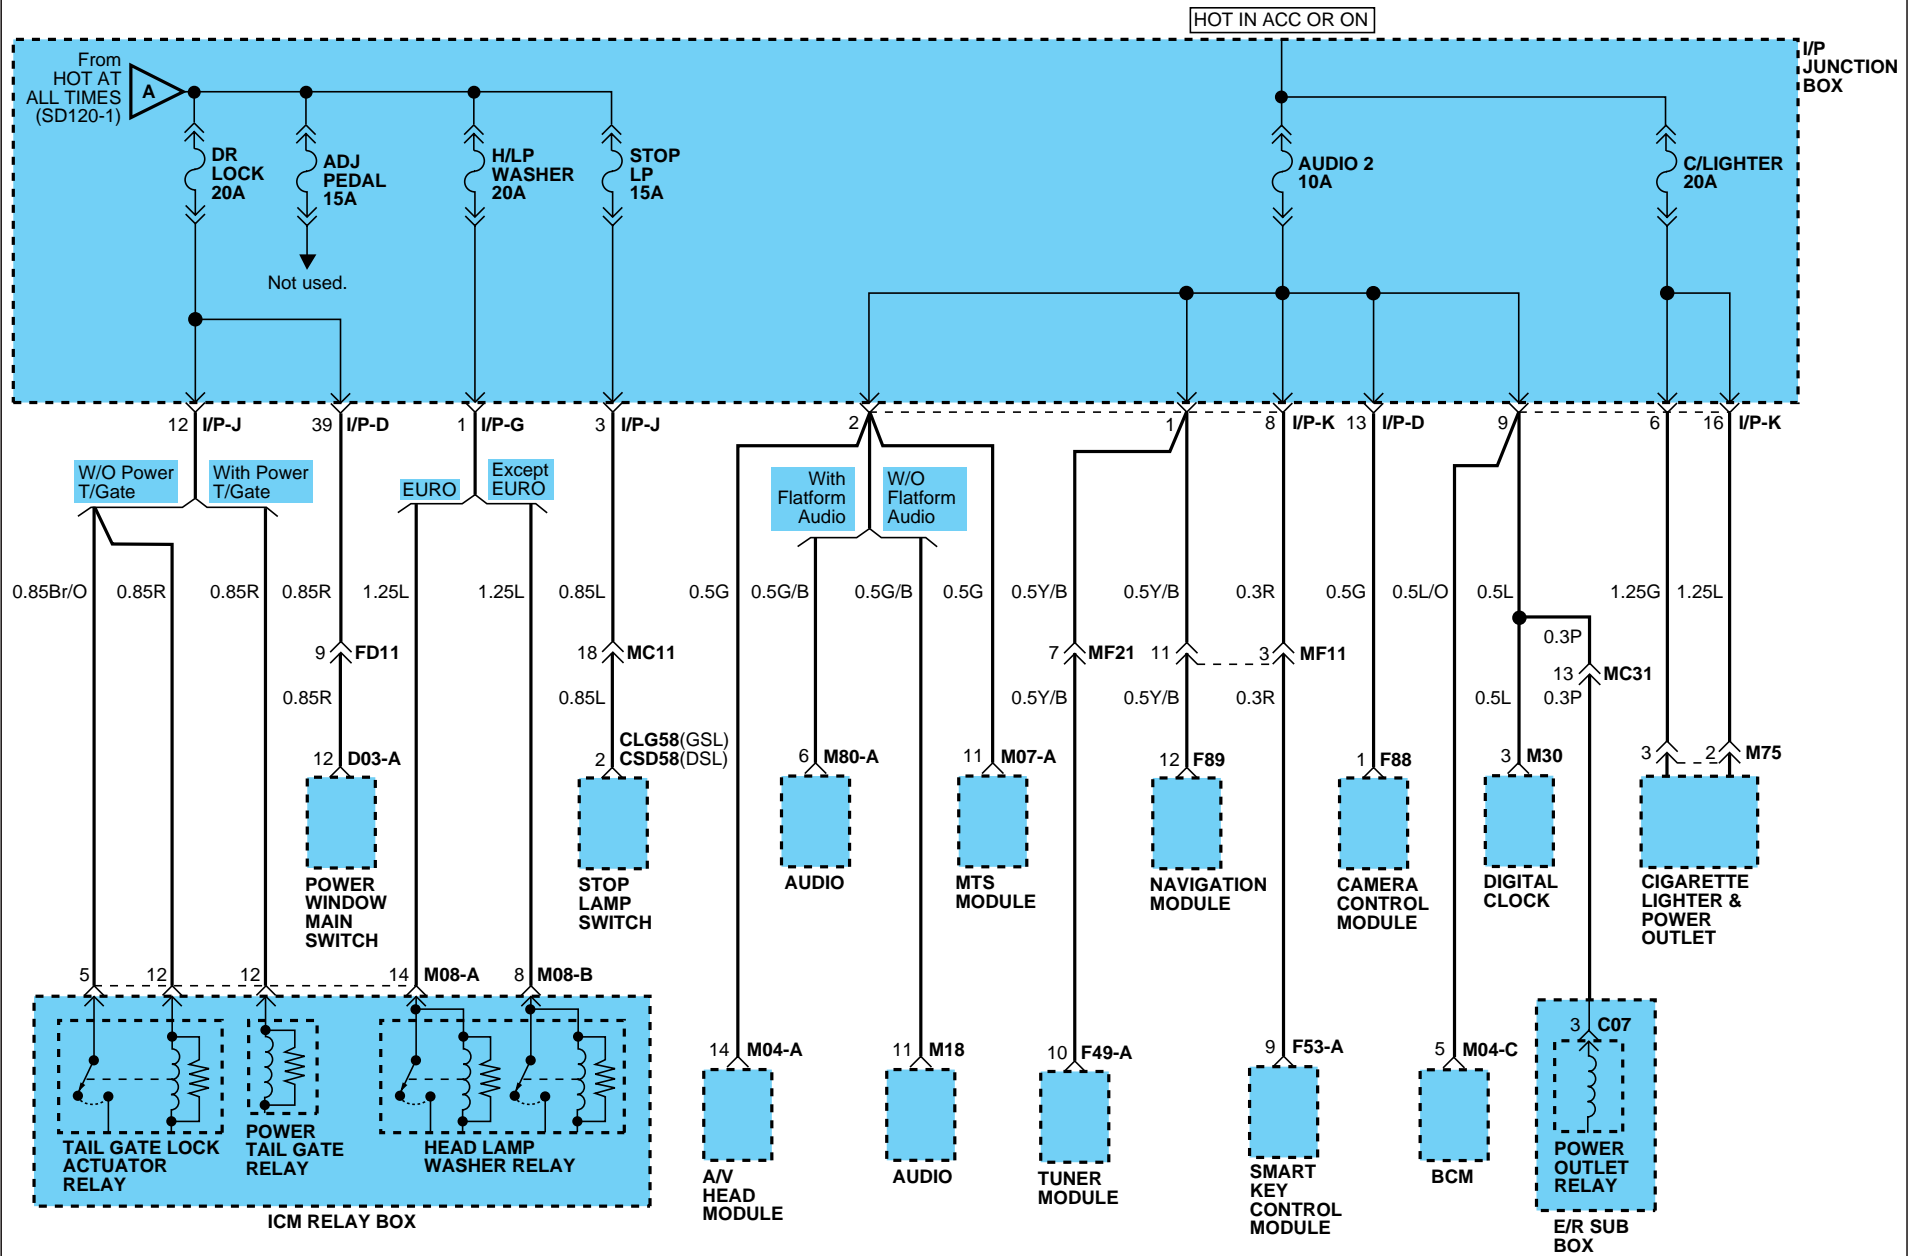 HOT IN ACC OR ON
I/P
JUNCTION
BOX
From
HOT AT
ALL TIMES
(SD120-1)
A
DR
LOCK
20A
ADJ
PEDAL
15A
Not used.
H/LP
WASHER
20A
STOP
LP
15A
AUDIO 2
10A
C/LIGHTER
20A
12 I/P-J
39 I/P-D
1 I/P-G
3 I/P-J
2
1
8 I/P-K
13 I/P-D
9
6
16 I/P-K
W/O Power
T/Gate
With Power
T/Gate
EURO
Except
EURO
With
Flatform
Audio
W/O
Flatform
Audio
0.85Br/O
0.85R
0.85R
0.85R
1.25L
1.25L
0.85L
0.5G
0.5G/B
0.5G/B
0.5G
0.5Y/B
0.5Y/B
0.3R
0.5G
0.5L/O
0.5L
1.25G
1.25L
0.3P
9 FD11
18 MC11
7 MF21
11
3 MF11
13 MC31
0.85R
0.85L
0.5Y/B
0.5Y/B
0.3R
0.5L
0.3P
12 D03-A
CLG58(GSL)
2 CSD58(DSL)
6 M80-A
11 M07-A
12 F89
1 F88
3 M30
3
2 M75
POWER
WINDOW
MAIN
SWITCH
STOP
LAMP
SWITCH
AUDIO
MTS
MODULE
NAVIGATION
MODULE
CAMERA
CONTROL
MODULE
DIGITAL
CLOCK
CIGARETTE
LIGHTER &
POWER
OUTLET
5
12
12
14 M08-A
8 M08-B
TAIL GATE LOCK
ACTUATOR
RELAY
POWER
TAIL GATE
RELAY
HEAD LAMP
WASHER RELAY
ICM RELAY BOX
14 M04-A
11 M18
10 F49-A
9 F53-A
5 M04-C
3 C07
A/V
HEAD
MODULE
AUDIO
TUNER
MODULE
SMART
KEY
CONTROL
MODULE
BCM
POWER
OUTLET
RELAY
E/R SUB
BOX